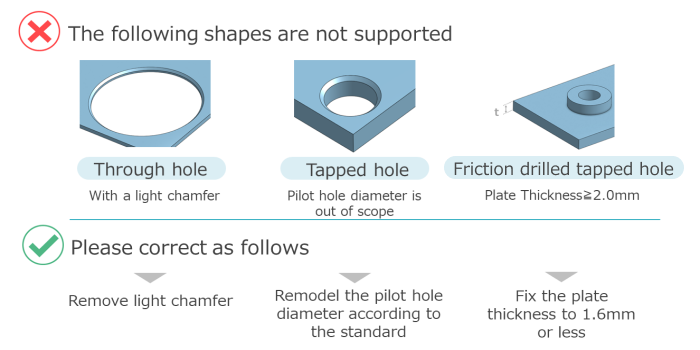 The following shapes are not supported
t
Through hole
Tapped hole
Friction drilled tapped hole
With a light chamfer
Pilot hole diameter is
out of scope
Plate Thickness≧2.0mm
Please correct as follows
Remove light chamfer
Remodel the pilot hole
diameter according to
the standard
Fix the plate
thickness to 1.6mm
or less